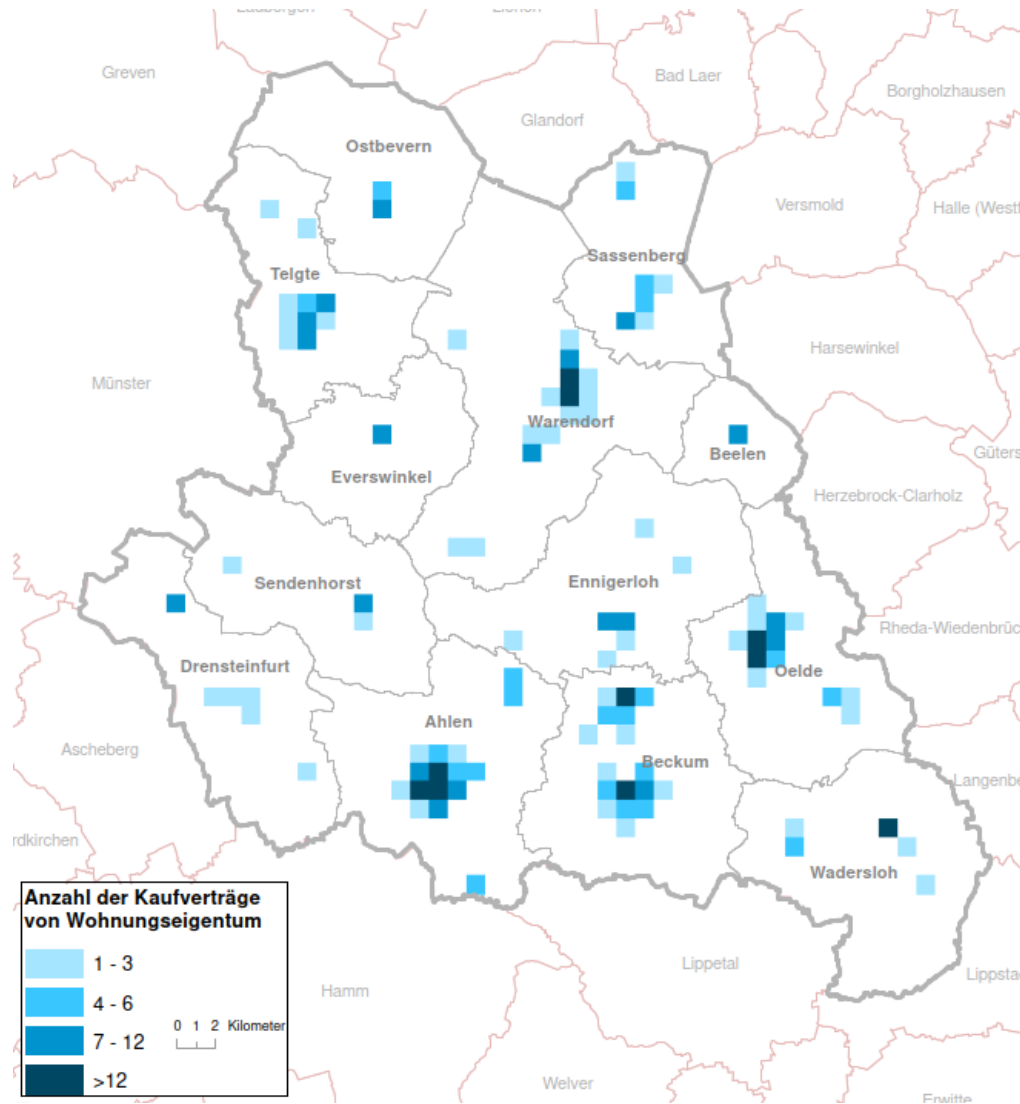 Greven
Bad Laer
Borgholzhausen
Glandorf
Ostbevern
Versmold
Halle (Westf
Sassenberg
Telgte
Harsewinkel
Münster
Warendorf
Beelen
Güters
Everswinkel
Herzebrock-Clarholz
Sendenhorst
Ennigerloh
Rheda-Wiedenbrüc
Drensteinfurt
Oelde
Ahlen
Ascheberg
Beckum
Langenbe
rdkirchen
Wadersloh
Anzahl der Kaufverträge
von Wohnungseigentum
1 - 3
4 - 6
7 - 12
>12
0 1 2 Kilometer
Lippetal
Hamm
Lippsta
Welver
Erwitte